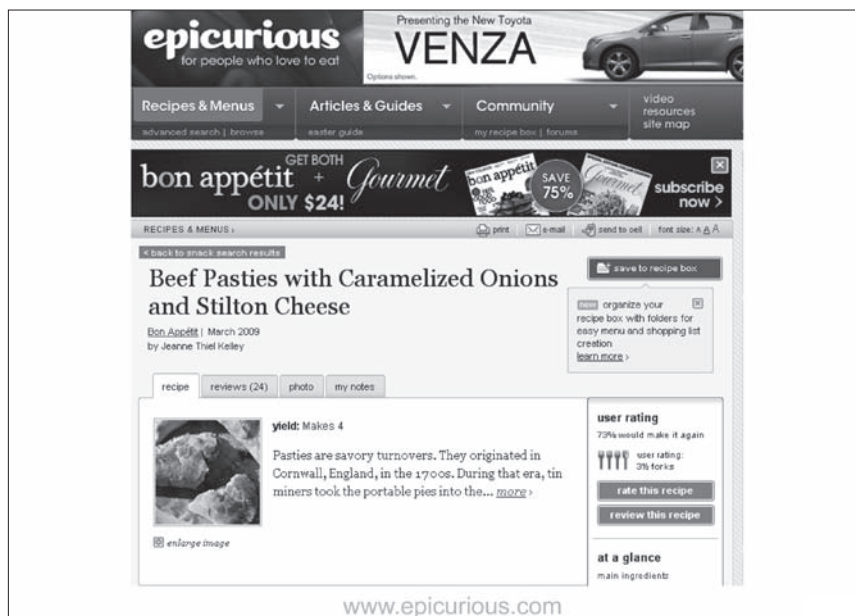 epicurious
for people who love to eat
Presenting the New Toyota
VENZA
Options shown.
Recipes & Menus
advanced search | browse
Articles & Guides
easter guide
Community
my recipe box | forums
video
resources
site map
bon appétit
GET BOTH
+
Gourmet
ONLY $24!
bon appétit
SAVE
75%
Gourmet
subscribe
now >
RECIPES & MENUS ›
print
e-mail
send to cell
font size: A A A
< back to snack search results
Beef Pasties with Caramelized Onions
and Stilton Cheese
Bon Appétit | March 2009
by Jeanne Thiel Kelley
save to recipe box
new organize your
recipe box with folders for
easy menu and shopping list
creation
learn more ›
recipe
reviews (24)
photo
my notes
yield: Makes 4
Pasties are savory turnovers. They originated in
Cornwall, England, in the 1700s. During that era, tin
miners took the portable pies into the... more ›
enlarge image
user rating
73% would make it again
user rating:
3½ forks
rate this recipe
review this recipe
at a glance
main ingredients
www.epicurious.com